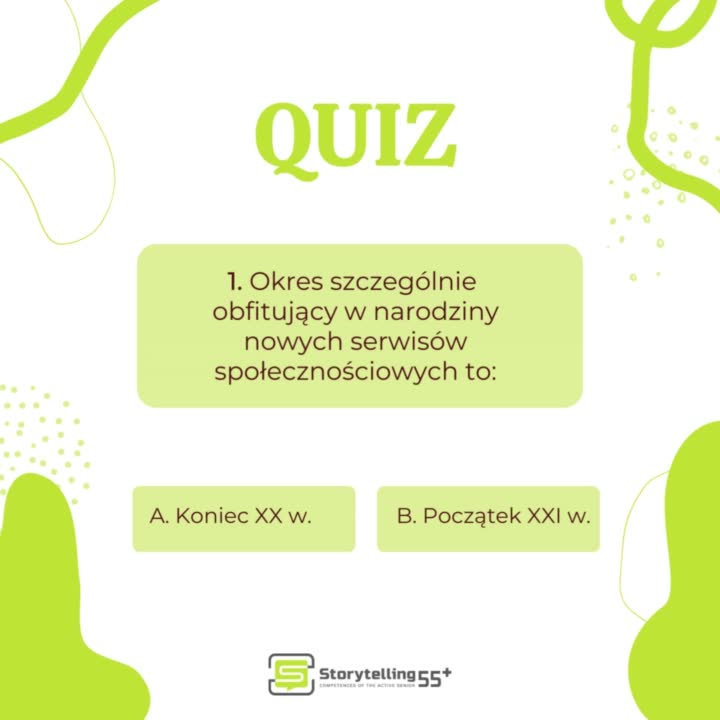 QUIZ
1. Okres szczególnie
obfitujący w narodziny
nowych serwisów
społecznościowych to:
A. Koniec XX w.
B. Początek XXI w.
Storytelling 55+
COMPETENCES OF THE ACTIVE SENIOR